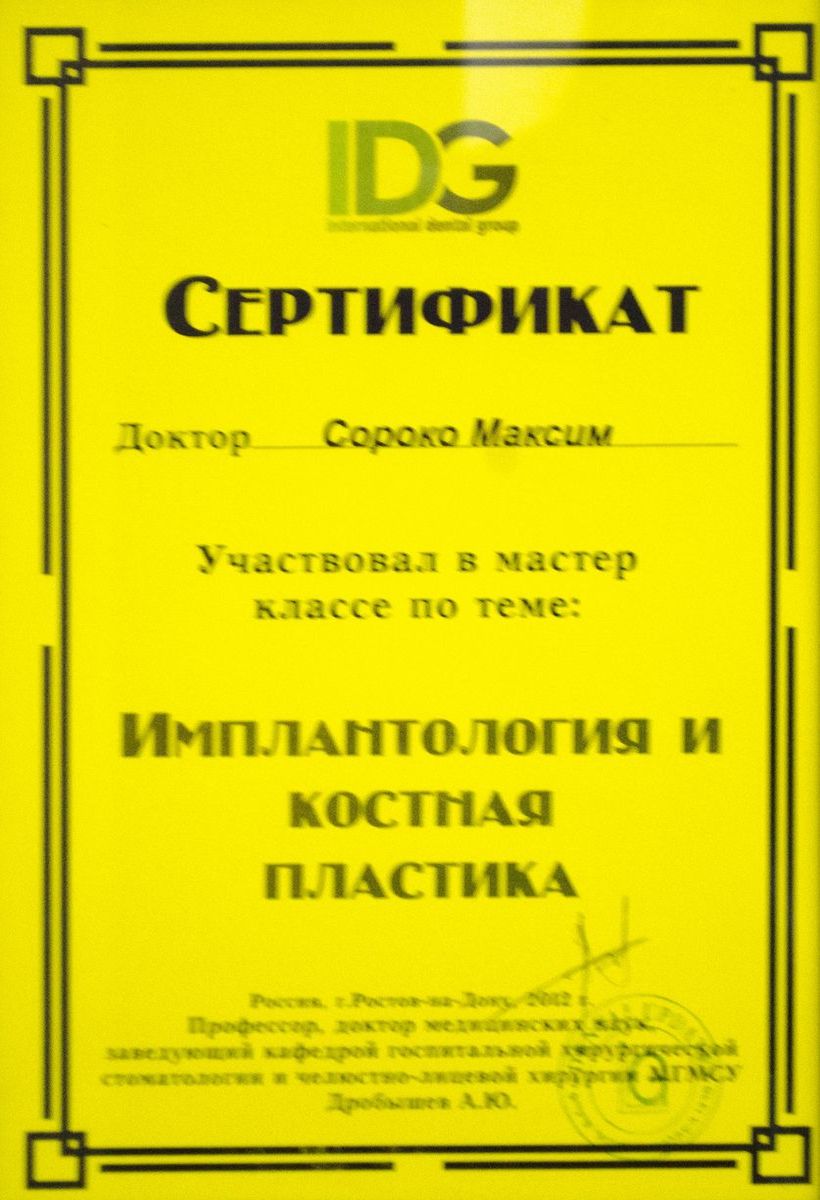 IDG
international dental group
СЕРТИФИКАТ
Доктор Сороко Максим
Участвовал в мастер
классе по теме:
ИМПЛАНТОЛОГИЯ И
КОСТНАЯ
ПЛАСТИКА
Россия, г.Ростов-на-Дону, 2012 г.
Профессор, доктор медицинских наук,
заведующий кафедрой госпитальной хирургической
стоматологии и челюстно-лицевой хирургии МГМСУ
Дробышев А.Ю.